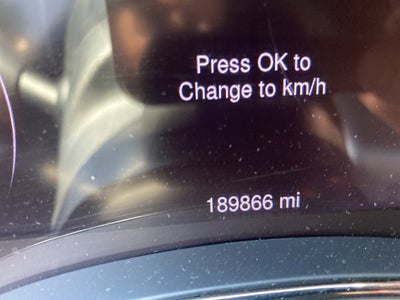 Press OK to
Change to km/h
189866 mi